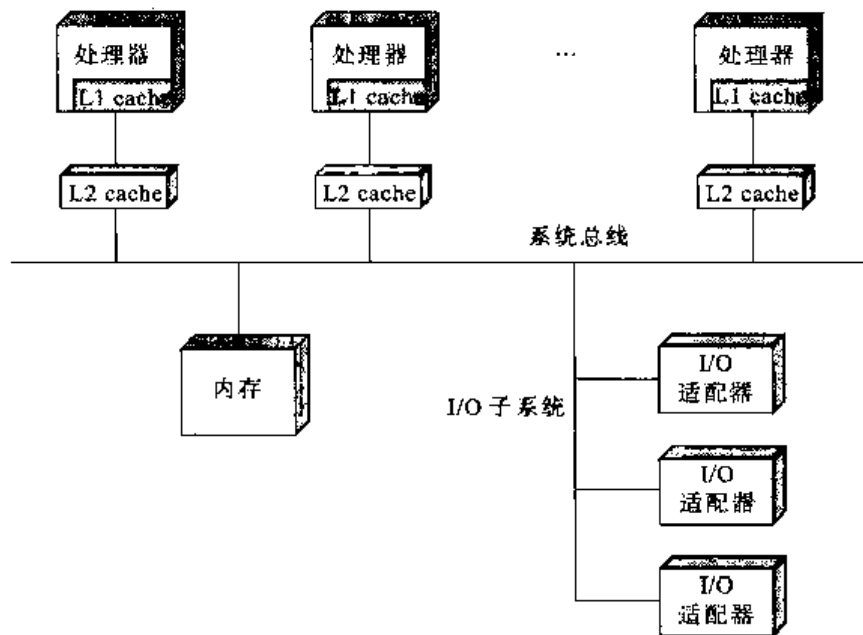 处理器
L1 cache
处理器
L1 cache
…
处理器
L1 cache
L2 cache
L2 cache
L2 cache
系统总线
内存
I/O 子系统
I/O
适配器
I/O
适配器
I/O
适配器